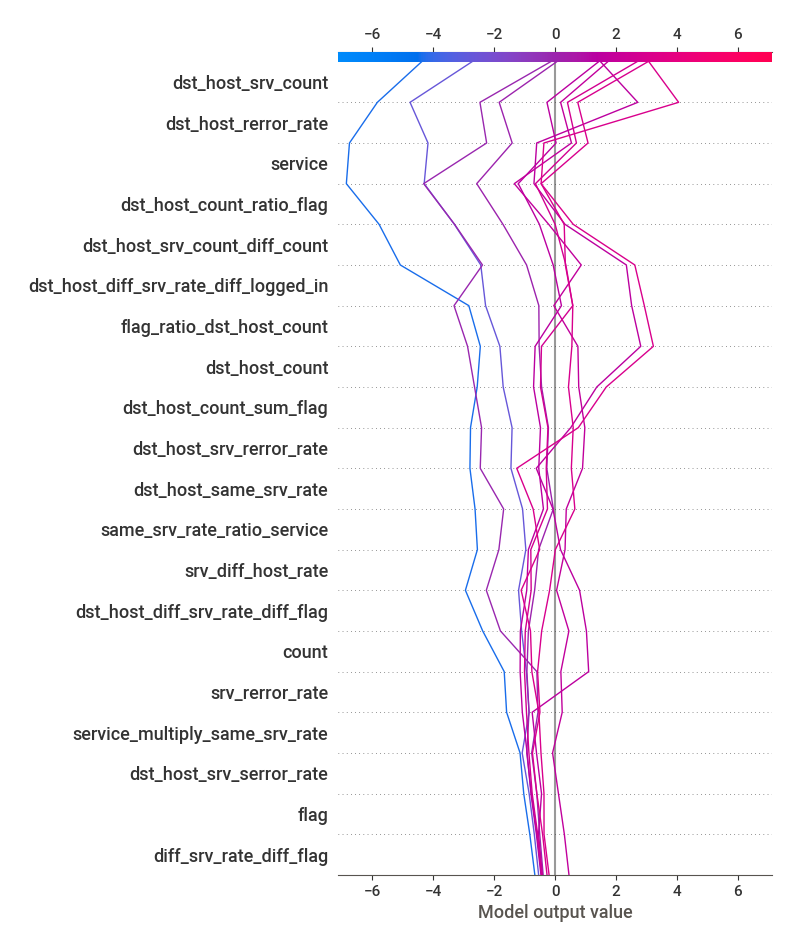 −6 −4 −2 0 2 4 6
dst_host_srv_count
dst_host_rerror_rate
service
dst_host_count_ratio_flag
dst_host_srv_count_diff_count
dst_host_diff_srv_rate_diff_logged_in
flag_ratio_dst_host_count
dst_host_count
dst_host_count_sum_flag
dst_host_srv_rerror_rate
dst_host_same_srv_rate
same_srv_rate_ratio_service
srv_diff_host_rate
dst_host_diff_srv_rate_diff_flag
count
srv_rerror_rate
service_multiply_same_srv_rate
dst_host_srv_serror_rate
flag
diff_srv_rate_diff_flag
−6 −4 −2 0 2 4 6
Model output value